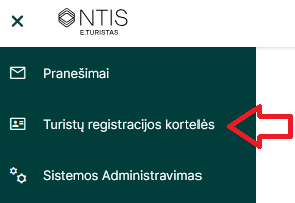 NTIS
E.TURISTAS
Pranešimai
Turistų registracijos kortelės
Sistemos Administravimas